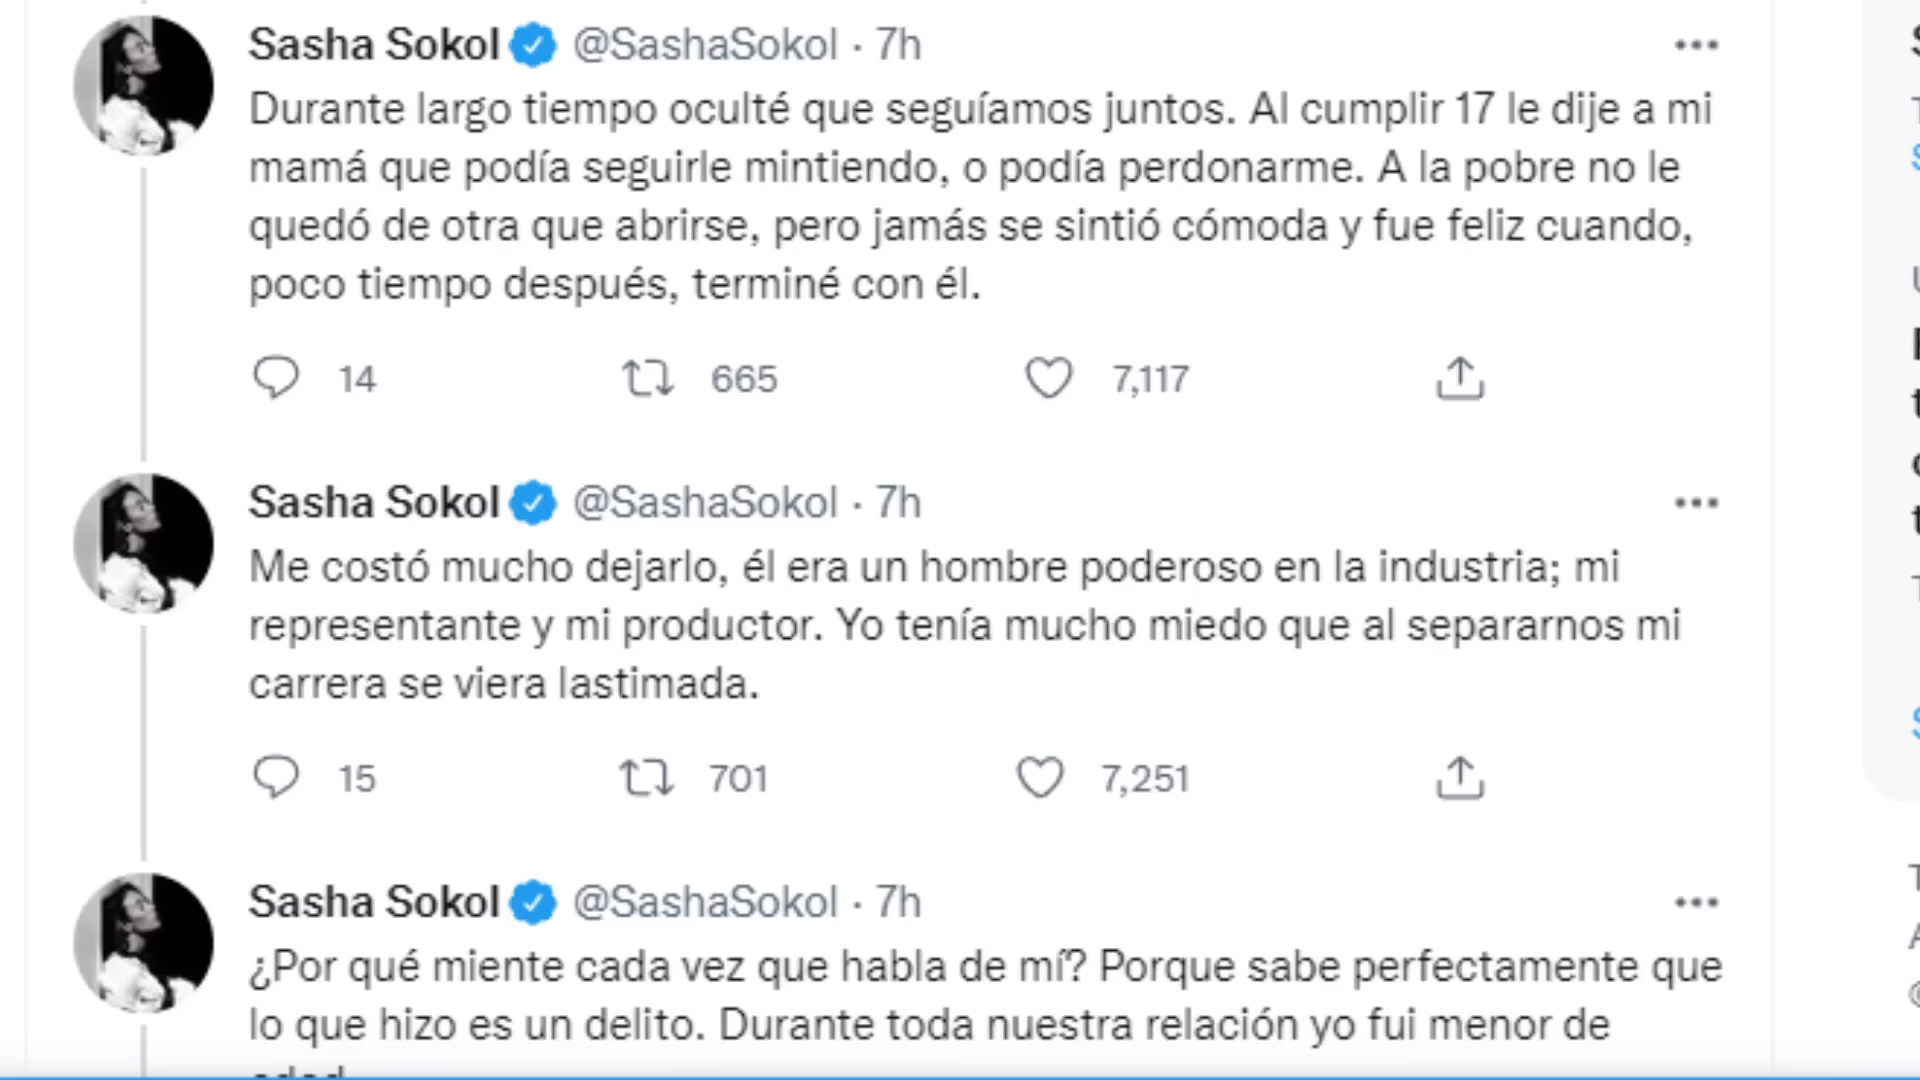 Sasha Sokol @SashaSokol · 7h
Durante largo tiempo oculté que seguíamos juntos. Al cumplir 17 le dije a mi
mamá que podía seguirle mintiendo, o podía perdonarme. A la pobre no le
quedó de otra que abrirse, pero jamás se sintió cómoda y fue feliz cuando,
poco tiempo después, terminé con él.
14 665 7,117
Sasha Sokol @SashaSokol · 7h
Me costó mucho dejarlo, él era un hombre poderoso en la industria; mi
representante y mi productor. Yo tenía mucho miedo que al separarnos mi
carrera se viera lastimada.
15 701 7,251
Sasha Sokol @SashaSokol · 7h
¿Por qué miente cada vez que habla de mí? Porque sabe perfectamente que
lo que hizo es un delito. Durante toda nuestra relación yo fui menor de